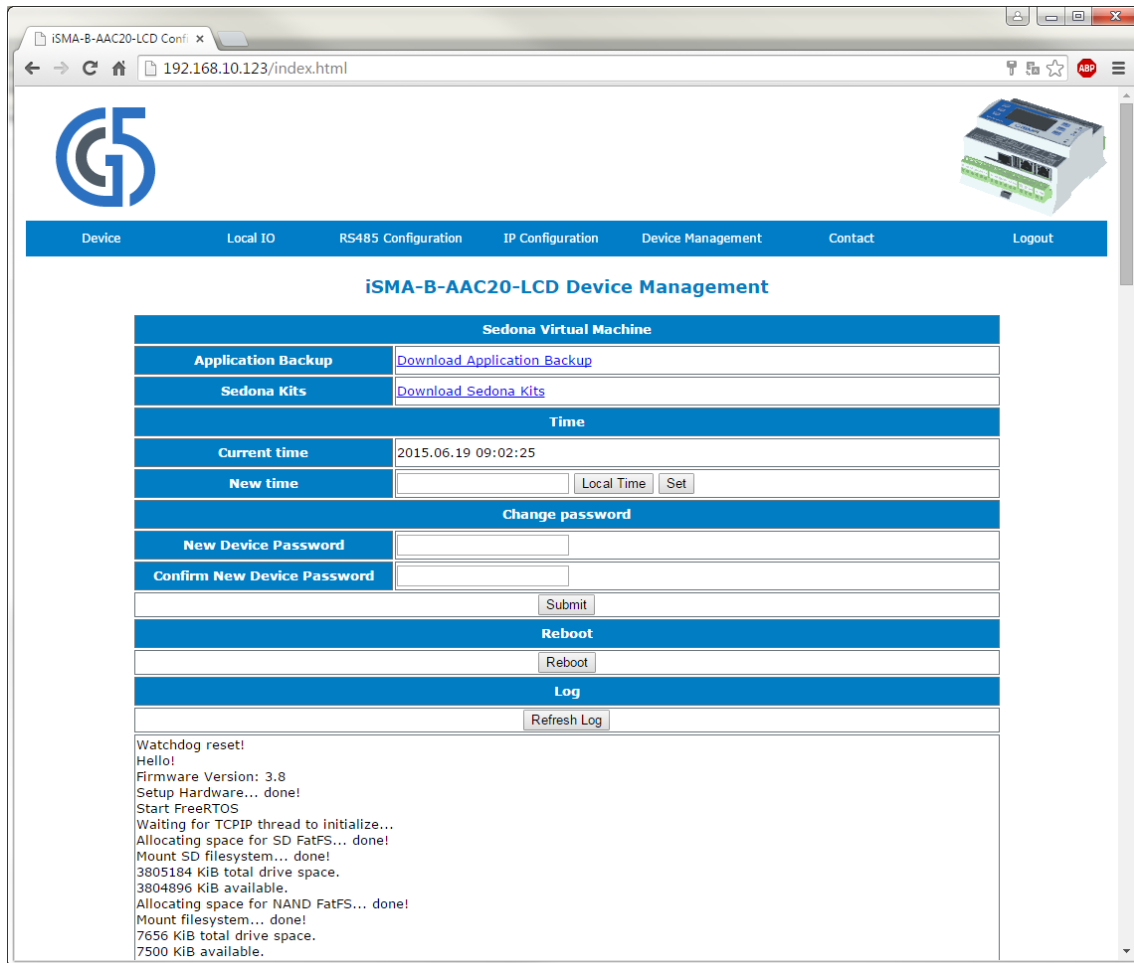 iSMA-B-AAC20-LCD Confi
192.168.10.123/index.html
ABP
CG5
Device Local IO RS485 Configuration IP Configuration Device Management Contact Logout
iSMA-B-AAC20-LCD Device Management
Sedona Virtual Machine
Application Backup Download Application Backup
Sedona Kits Download Sedona Kits
Time
Current time 2015.06.19 09:02:25
New time Local Time Set
Change password
New Device Password
Confirm New Device Password
Submit
Reboot
Reboot
Log
Refresh Log
Watchdog reset!
Hello!
Firmware Version: 3.8
Setup Hardware... done!
Start FreeRTOS
Waiting for TCPIP thread to initialize...
Allocating space for SD FatFS... done!
Mount SD filesystem... done!
3805184 KiB total drive space.
3804896 KiB available.
Allocating space for NAND FatFS... done!
Mount filesystem... done!
7656 KiB total drive space.
7500 KiB available.